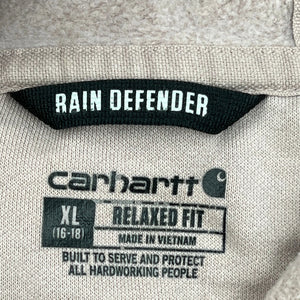 RAIN DEFENDER
carhartt
XL RELAXED FIT
(16-18) MADE IN VIETNAM
BUILT TO SERVE AND PROTECT
ALL HARDWORKING PEOPLE